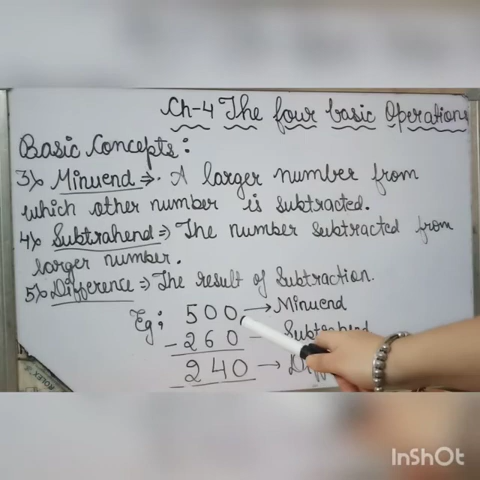 Ch-4 The four basic Operations
Basic Concepts:
3) Minuend ⇒ A larger number from
which other number is subtracted.
4) Subtrahend ⇒ The number subtracted from
larger number.
5) Difference ⇒ The result of Subtraction.
Eg: 500 → Minuend
- 260 - Subtrahend
240 →
InShOt